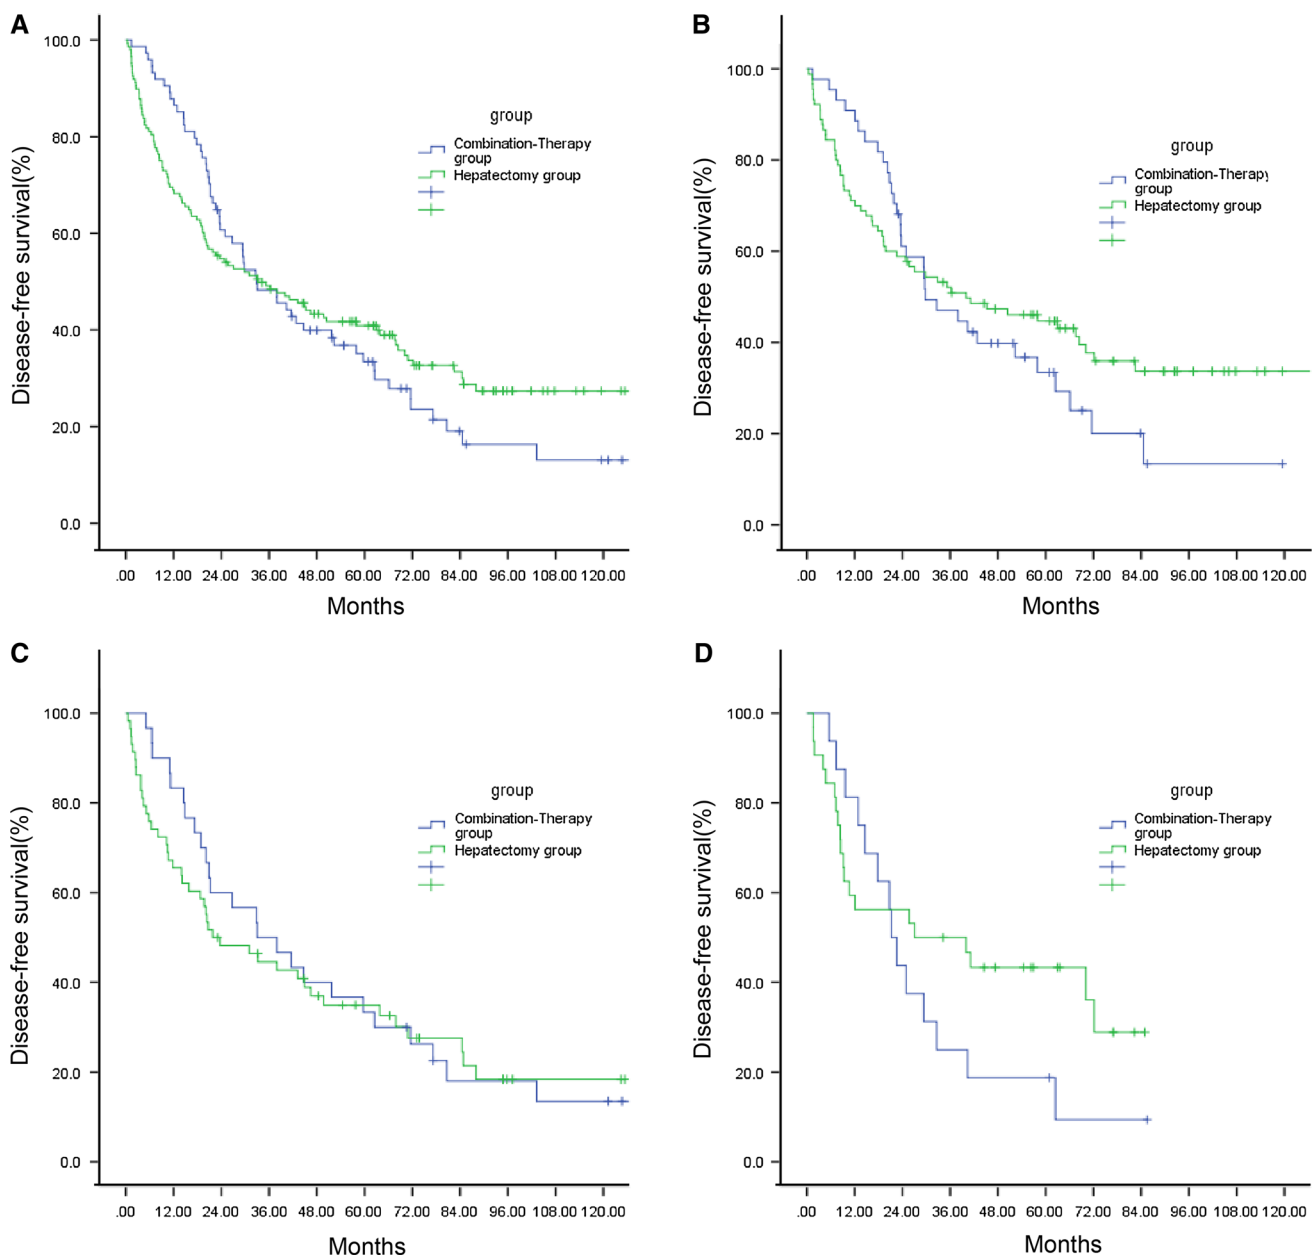 A
Disease-free survival(%)
100.0
80.0
60.0
40.0
20.0
0.0
group
Combination-Therapy
group
Hepatectomy group
.00 12.00 24.00 36.00 48.00 60.00 72.00 84.00 96.00 108.00 120.00
Months
B
Disease-free survival(%)
100.0
80.0
60.0
40.0
20.0
0.0
group
Combination-Therapy
group
Hepatectomy group
.00 12.00 24.00 36.00 48.00 60.00 72.00 84.00 96.00 108.00 120.00
Months
C
Disease-free survival(%)
100.0
80.0
60.0
40.0
20.0
0.0
group
Combination-Therapy
group
Hepatectomy group
.00 12.00 24.00 36.00 48.00 60.00 72.00 84.00 96.00 108.00 120.00
Months
D
Disease-free survival(%)
100.0
80.0
60.0
40.0
20.0
0.0
group
Combination-Therapy
group
Hepatectomy group
.00 12.00 24.00 36.00 48.00 60.00 72.00 84.00 96.00 108.00 120.00
Months